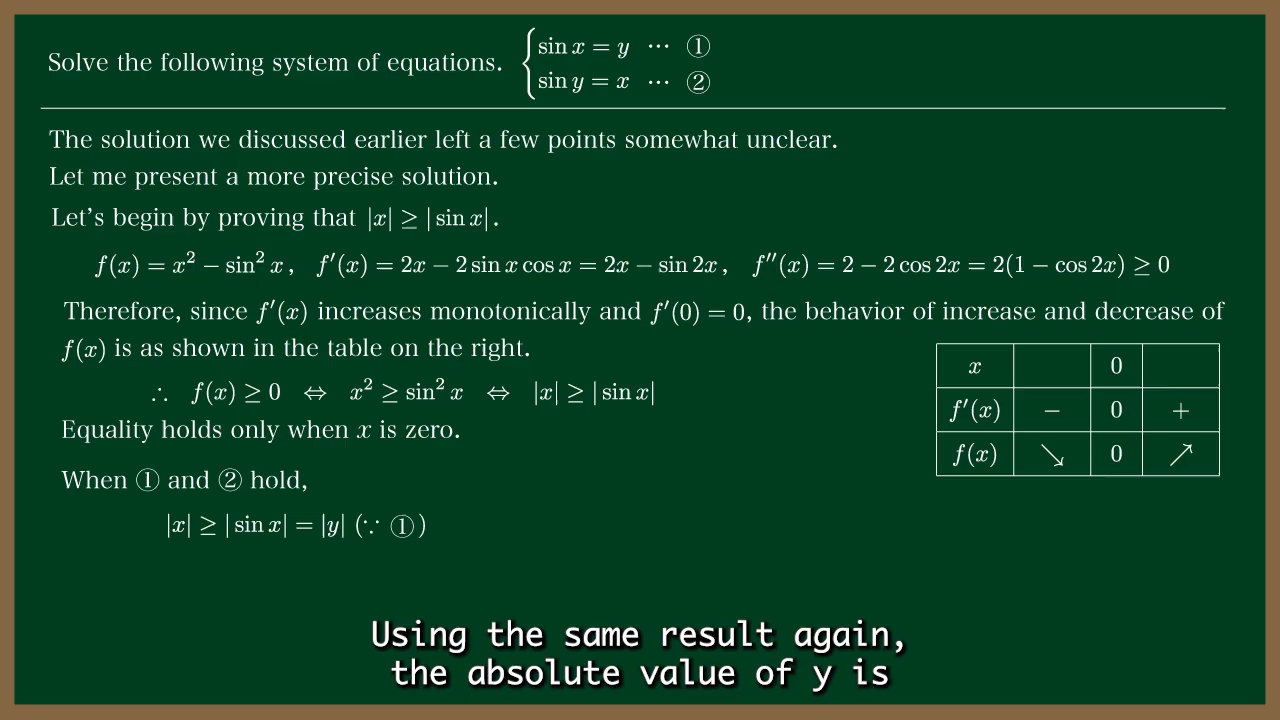 Solve the following system of equations. { sin x = y … ①
sin y = x … ②
The solution we discussed earlier left a few points somewhat unclear.
Let me present a more precise solution.
Let's begin by proving that |x| ≥ |sin x|.
f(x) = x² − sin² x, f′(x) = 2x − 2 sin x cos x = 2x − sin 2x, f″(x) = 2 − 2 cos 2x = 2(1 − cos 2x) ≥ 0
Therefore, since f′(x) increases monotonically and f′(0) = 0, the behavior of increase and decrease of
f(x) is as shown in the table on the right.
∴ f(x) ≥ 0 ⇔ x² ≥ sin² x ⇔ |x| ≥ |sin x|
Equality holds only when x is zero.
x 0
f′(x) − 0 +
f(x) ↘ 0 ↗
When ① and ② hold,
|x| ≥ |sin x| = |y| (∵ ①)
Using the same result again,
the absolute value of y is